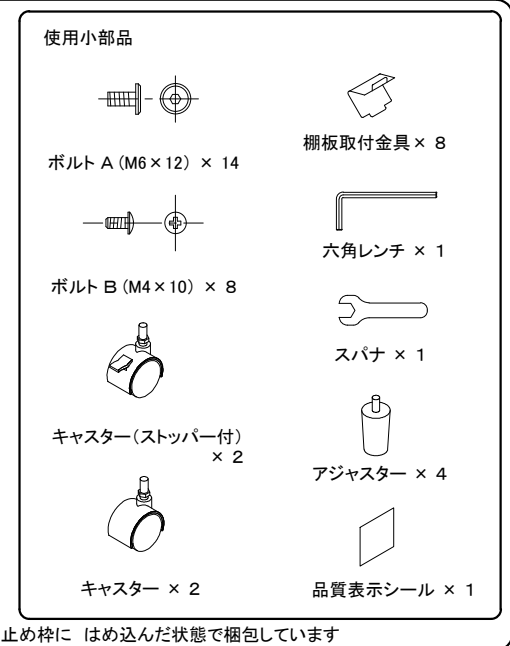 使用小部品
ボルト A (M6×12) × 14
ボルト B (M4×10) × 8
キャスター(ストッパー付)
× 2
キャスター × 2
棚板取付金具× 8
六角レンチ × 1
スパナ × 1
アジャスター × 4
品質表示シール × 1
止め枠に はめ込んだ状態で梱包しています